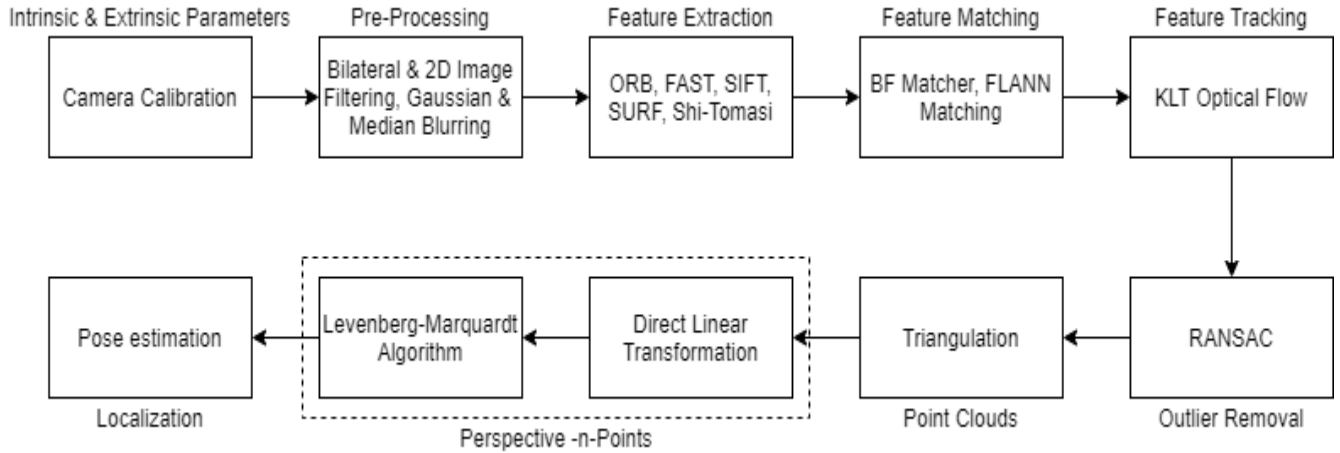 Intrinsic & Extrinsic Parameters
Pre-Processing
Feature Extraction
Feature Matching
Feature Tracking
Camera Calibration
Bilateral & 2D Image
Filtering, Gaussian &
Median Blurring
ORB, FAST, SIFT,
SURF, Shi-Tomasi
BF Matcher, FLANN
Matching
KLT Optical Flow
Pose estimation
Levenberg-Marquardt
Algorithm
Direct Linear
Transformation
Triangulation
RANSAC
Localization
Perspective -n-Points
Point Clouds
Outlier Removal